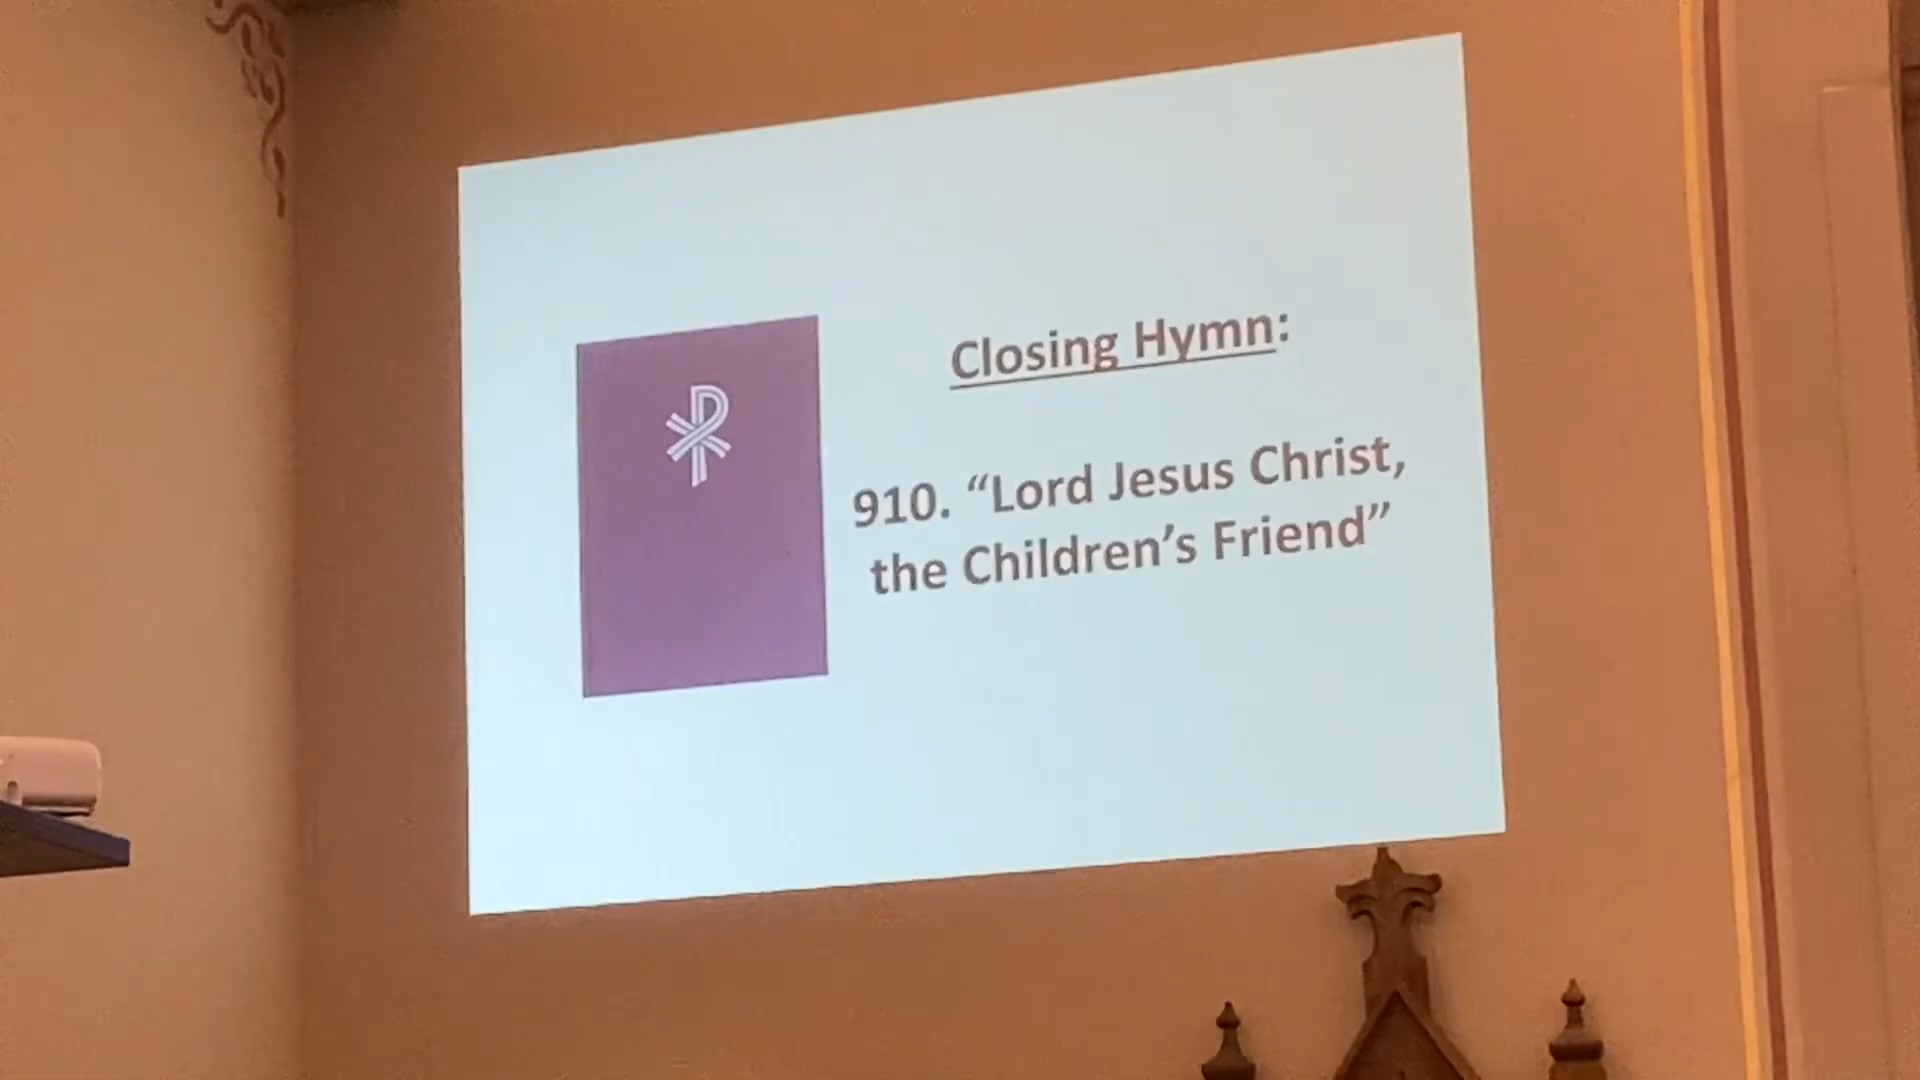 Closing Hymn:
910. “Lord Jesus Christ,
the Children’s Friend”